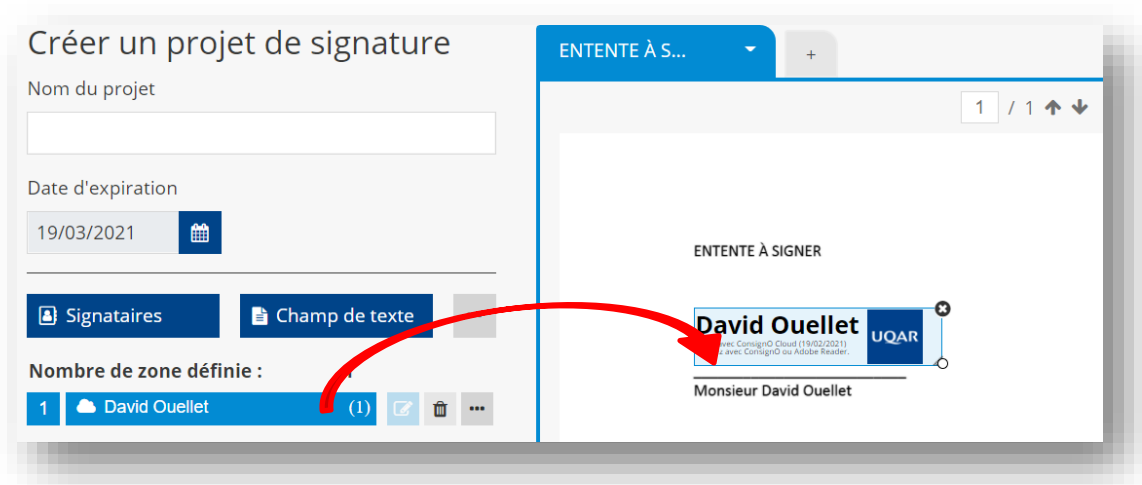 Créer un projet de signature
Nom du projet
Date d'expiration
19/03/2021
Signataires
Champ de texte
Nombre de zone définie :
1 David Ouellet (1)
ENTENTE À S...
+
1 / 1
ENTENTE À SIGNER
David Ouellet
avec ConsignO Cloud (19/02/2021)
avec ConsignO ou Adobe Reader.
UQAR
Monsieur David Ouellet